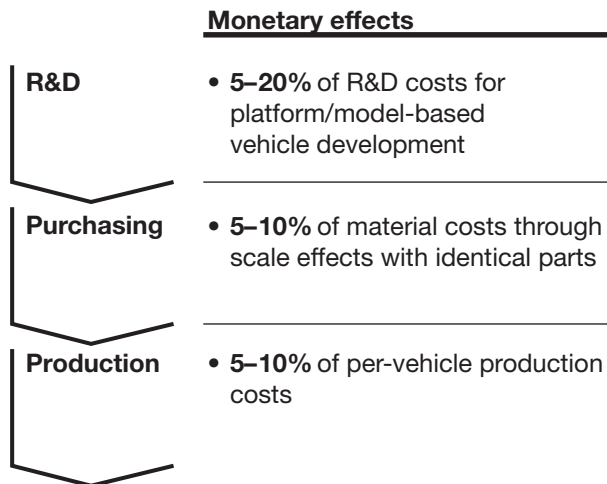 Monetary effects
R&D
• 5–20% of R&D costs for
platform/model-based
vehicle development
Purchasing
• 5–10% of material costs through
scale effects with identical parts
Production
• 5–10% of per-vehicle production
costs